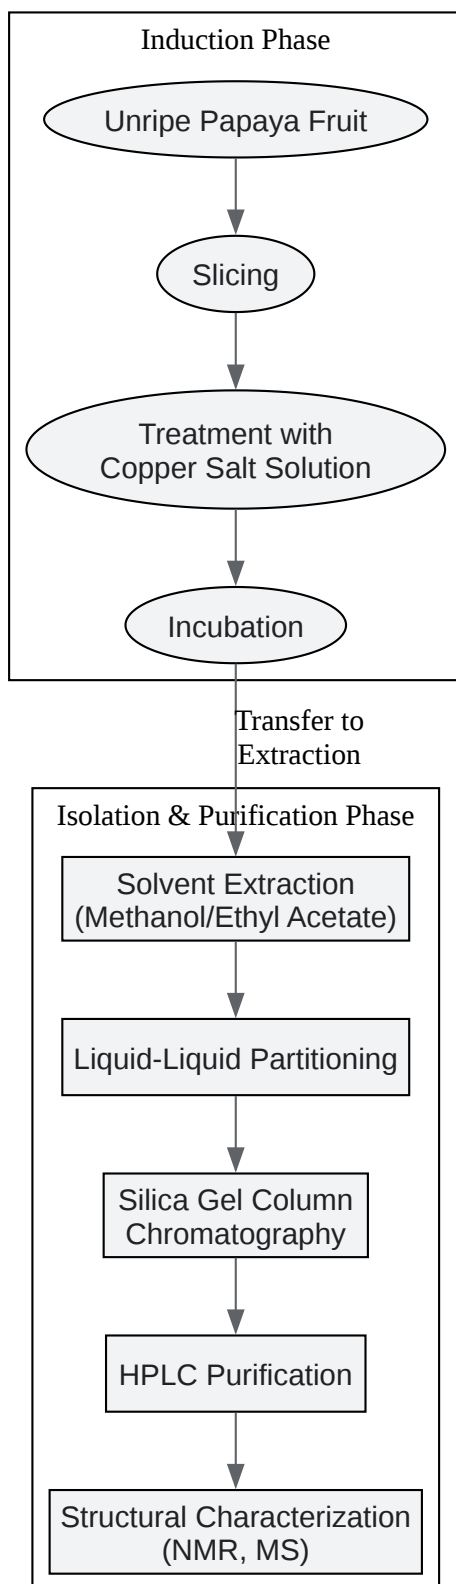 Induction Phase
Unripe Papaya Fruit
Slicing
Treatment with
Copper Salt Solution
Incubation
Transfer to
Extraction
Isolation & Purification Phase
Solvent Extraction
(Methanol/Ethyl Acetate)
Liquid-Liquid Partitioning
Silica Gel Column
Chromatography
HPLC Purification
Structural Characterization
(NMR, MS)